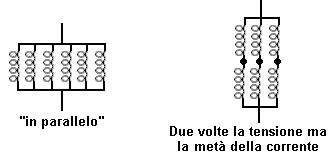 "in parallelo"
Due volte la tensione ma
la metà della corrente